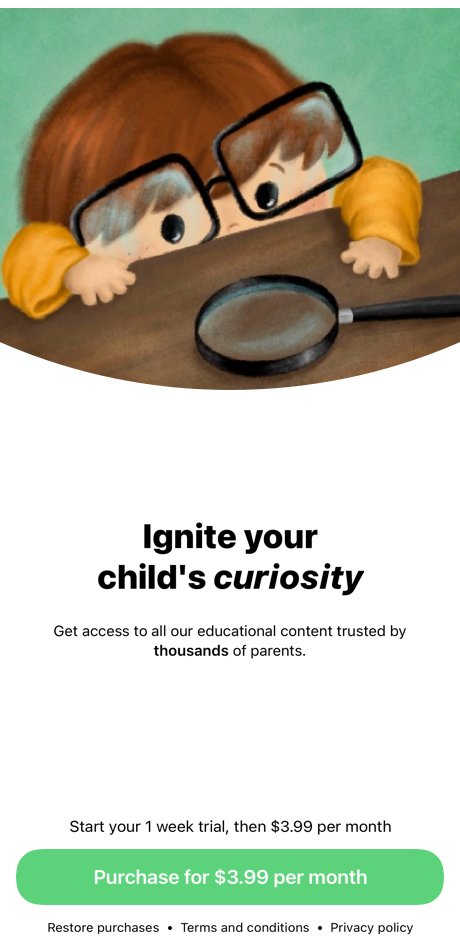 Ignite your
child's curiosity
Get access to all our educational content trusted by
thousands of parents.
Start your 1 week trial, then $3.99 per month
Purchase for $3.99 per month
Restore purchases • Terms and conditions • Privacy policy